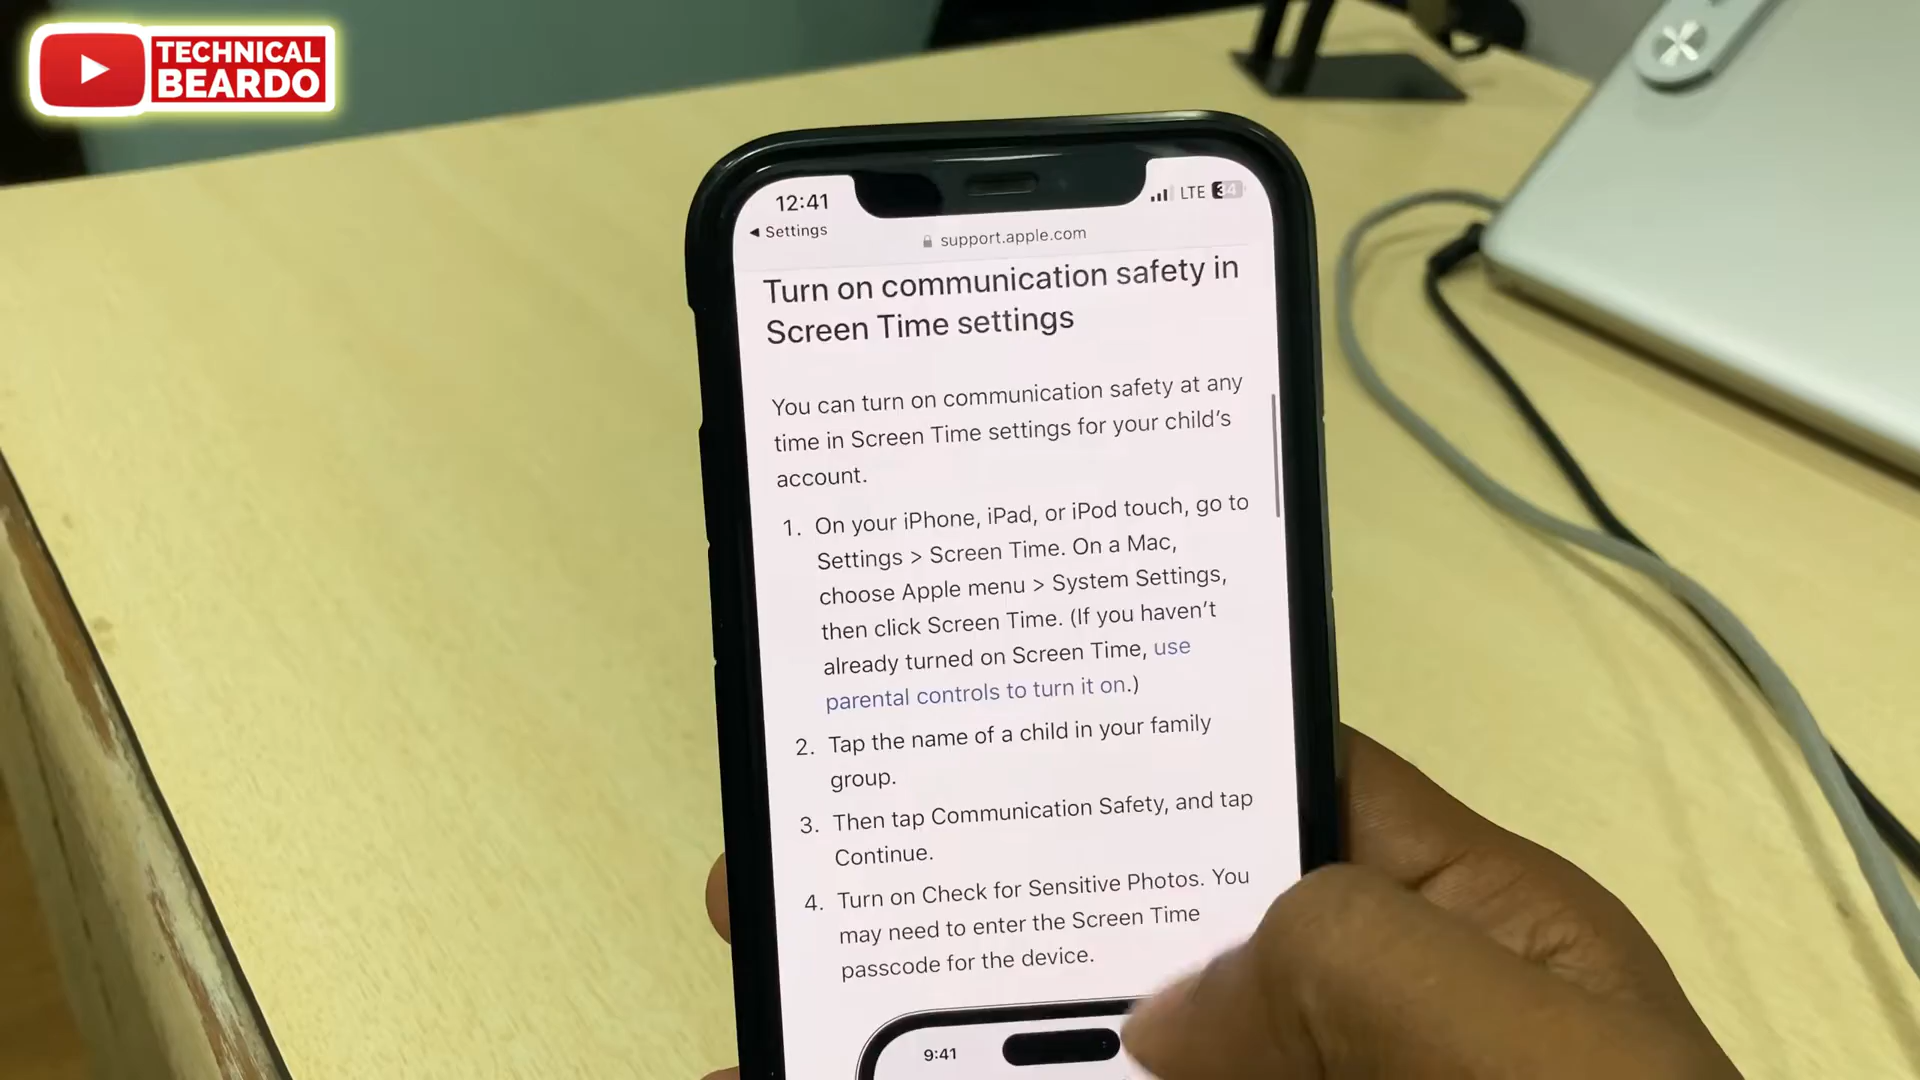 TECHNICAL
BEARDO
12:41
LTE 34
◀ Settings
support.apple.com
Turn on communication safety in
Screen Time settings
You can turn on communication safety at any
time in Screen Time settings for your child’s
account.
1. On your iPhone, iPad, or iPod touch, go to
Settings > Screen Time. On a Mac,
choose Apple menu > System Settings,
then click Screen Time. (If you haven’t
already turned on Screen Time, use
parental controls to turn it on.)
2. Tap the name of a child in your family
group.
3. Then tap Communication Safety, and tap
Continue.
4. Turn on Check for Sensitive Photos. You
may need to enter the Screen Time
passcode for the device.
9:41